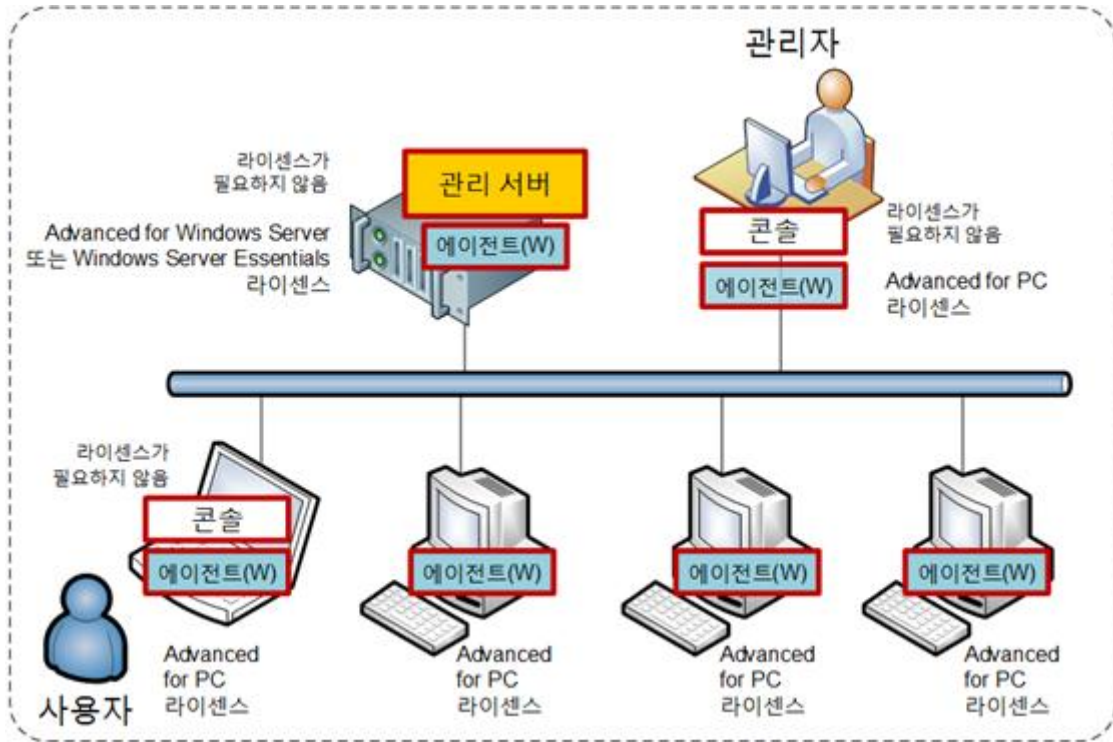 관리자
라이센스가
필요하지 않음
관리 서버
Advanced for Windows Server
또는 Windows Server Essentials
라이센스
에이전트(W)
콘솔
라이센스가
필요하지 않음
에이전트(W)
Advanced for PC
라이센스
라이센스가
필요하지 않음
콘솔
에이전트(W)
에이전트(W)
에이전트(W)
에이전트(W)
사용자
Advanced
for PC
라이센스
Advanced
for PC
라이센스
Advanced
for PC
라이센스
Advanced
for PC
라이센스